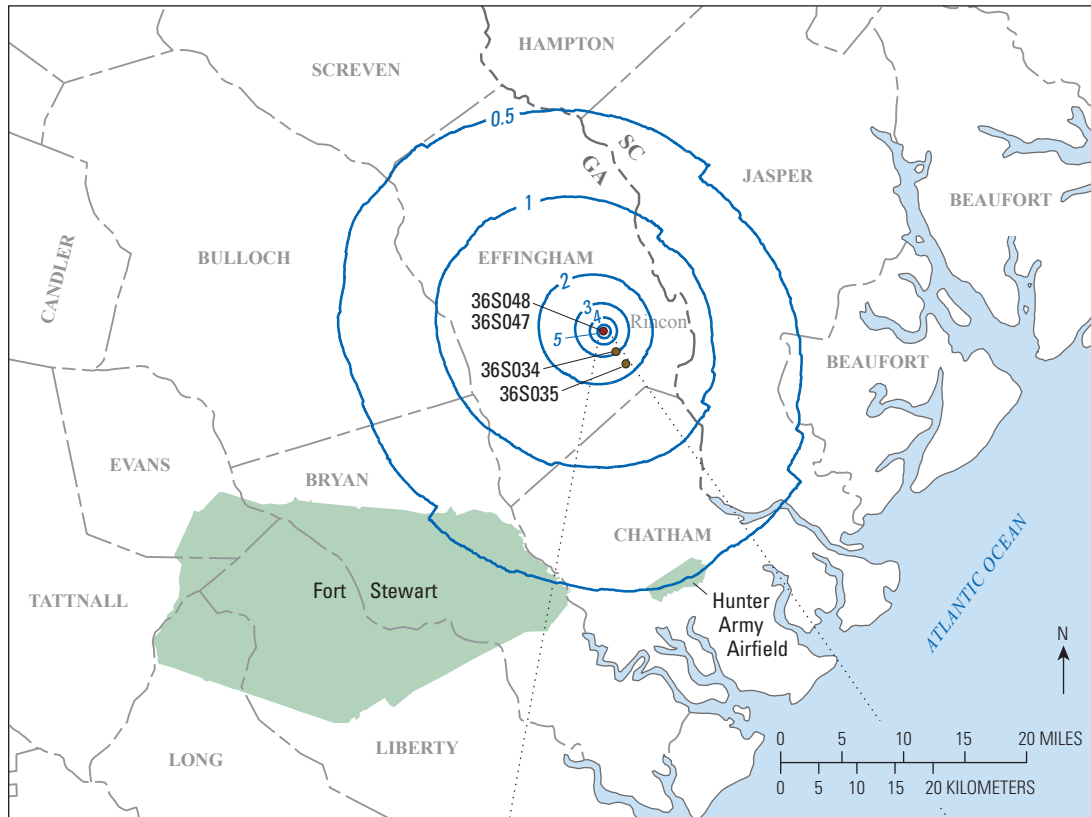 HAMPTON
SCREVEN
0.5
SC
GA
JASPER
BEAUFORT
1
BULLOCH
EFFINGHAM
CANDLER
2
36S048
36S047
3
4
5
Rincon
36S034
36S035
BEAUFORT
EVANS
BRYAN
CHATHAM
ATLANTIC OCEAN
TATTNALL
Fort Stewart
Hunter
Army
Airfield
N
LONG
LIBERTY
0 5 10 15 20 MILES
0 5 10 15 20 KILOMETERS